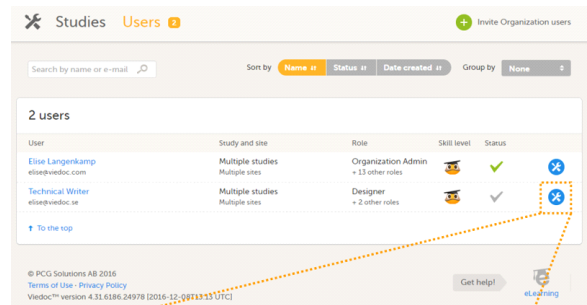 Studies Users 2
Invite Organization users
Search by name or e-mail
Sort by Name Status Date created Group by None
2 users
User Study and site Role Skill level Status
Elise Langenkamp Multiple studies Organization Admin
elise@viedoc.com Multiple sites + 13 other roles
Technical Writer Multiple studies Designer
elise@viedoc.se Multiple sites + 2 other roles
↑ To the top
© PCG Solutions AB 2016
Terms of Use - Privacy Policy
Viedoc™ version 4.31.6186.24978 [2016-12-08T13:13 UTC]
Get help!
eLearning